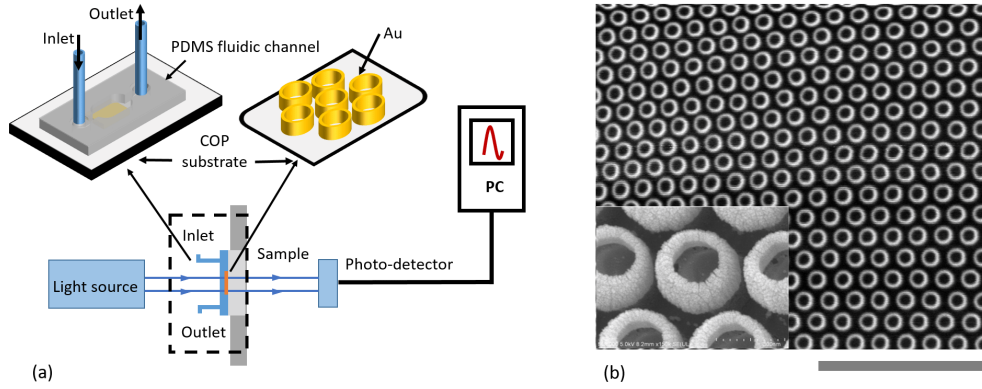 Outlet
Inlet
PDMS fluidic channel
Au
COP
substrate
PC
Inlet
Sample
Photo-detector
Light source
Outlet
(a)
(b)